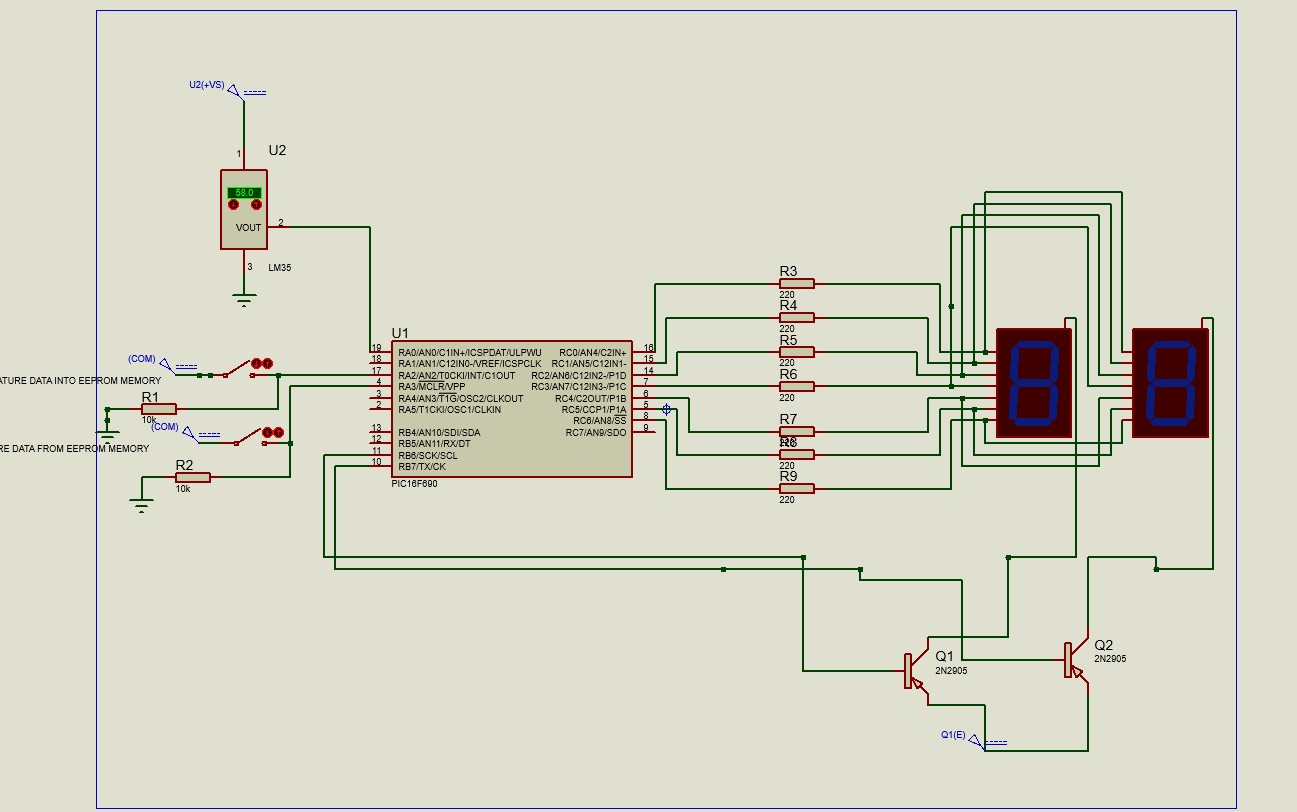 U2(+VS)
1
U2
58.0
VOUT
2
3
LM35
(COM)
ATURE DATA INTO EEPROM MEMORY
R1
10k
(COM)
RE DATA FROM EEPROM MEMORY
R2
10k
U1
19 RA0/AN0/C1IN+/ICSPDAT/ULPWU RC0/AN4/C2IN+ 16
18 RA1/AN1/C12IN0-/VREF/ICSPCLK RC1/AN5/C12IN1- 15
17 RA2/AN2/T0CKI/INT/C1OUT RC2/AN6/C12IN2-/P1D 14
4 RA3/MCLR/VPP RC3/AN7/C12IN3-/P1C 7
3 RA4/AN3/T1G/OSC2/CLKOUT RC4/C2OUT/P1B 6
2 RA5/T1CKI/OSC1/CLKIN RC5/CCP1/P1A 5
RC6/AN8/SS 8
13 RB4/AN10/SDI/SDA RC7/AN9/SDO 9
12 RB5/AN11/RX/DT
11 RB6/SCK/SCL
10 RB7/TX/CK
PIC16F690
R3
220
R4
220
R5
220
R6
220
R7
220
R8
220
R9
220
Q1
2N2905
Q2
2N2905
Q1(E)